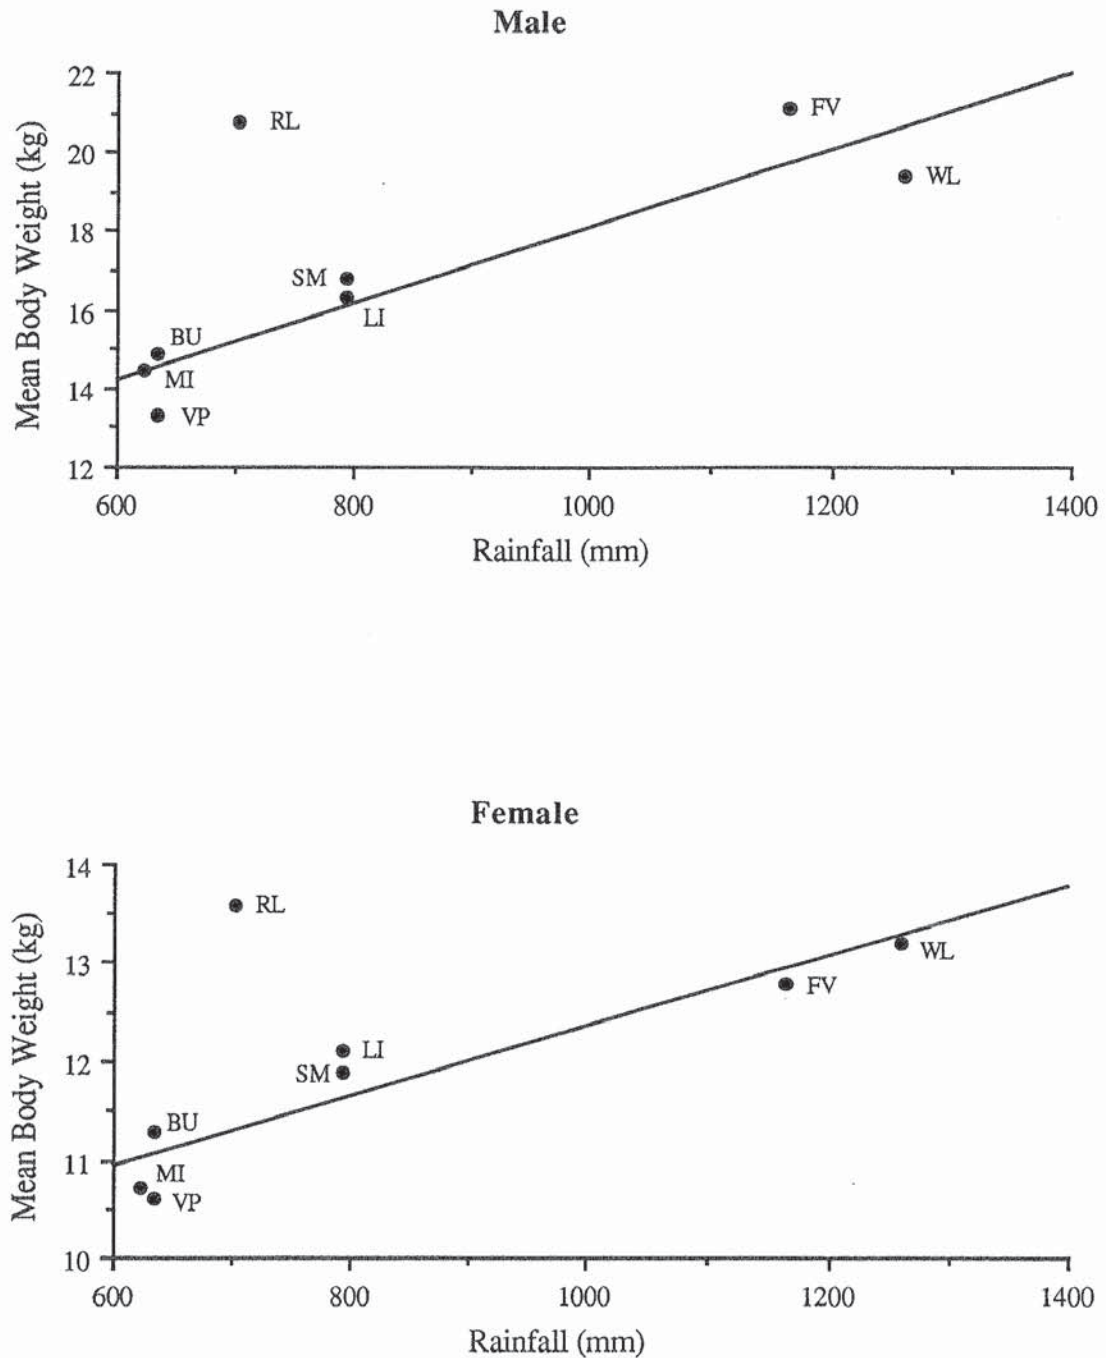 Male
Mean Body Weight (kg)
22
20
18
16
14
12
RL
FV
WL
SM
LI
BU
MI
VP
600 800 1000 1200 1400
Rainfall (mm)
Female
Mean Body Weight (kg)
14
13
12
11
10
RL
WL
FV
LI
SM
BU
MI
VP
600 800 1000 1200 1400
Rainfall (mm)